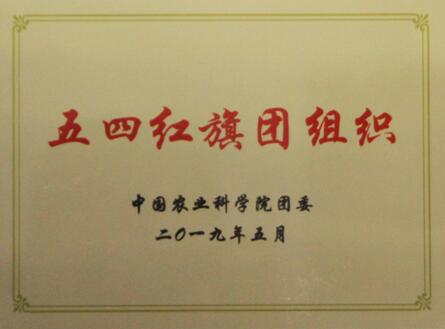 五四红旗团组织
中国农业科学院团委
二〇一九年五月